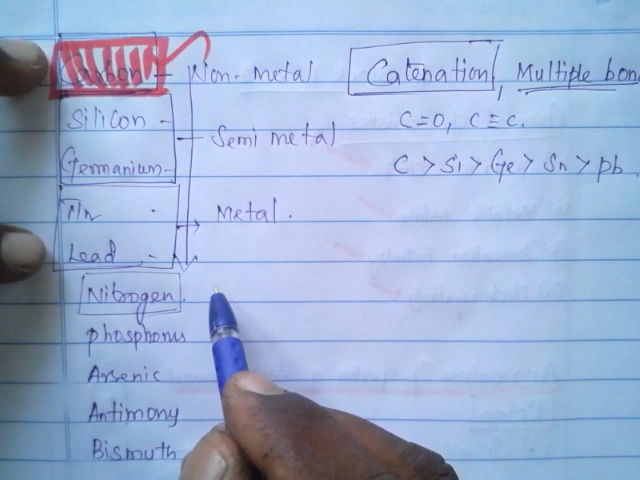 Carbon - Non-metal Catenation, Multiple bon
Silicon - C=O, C≡C.
Semi metal
Germanium - C > Si > Ge > Sn > pb
Tin - Metal.
Lead -
Nitrogen.
phosphorus
Arsenic
Antimony
Bismuth